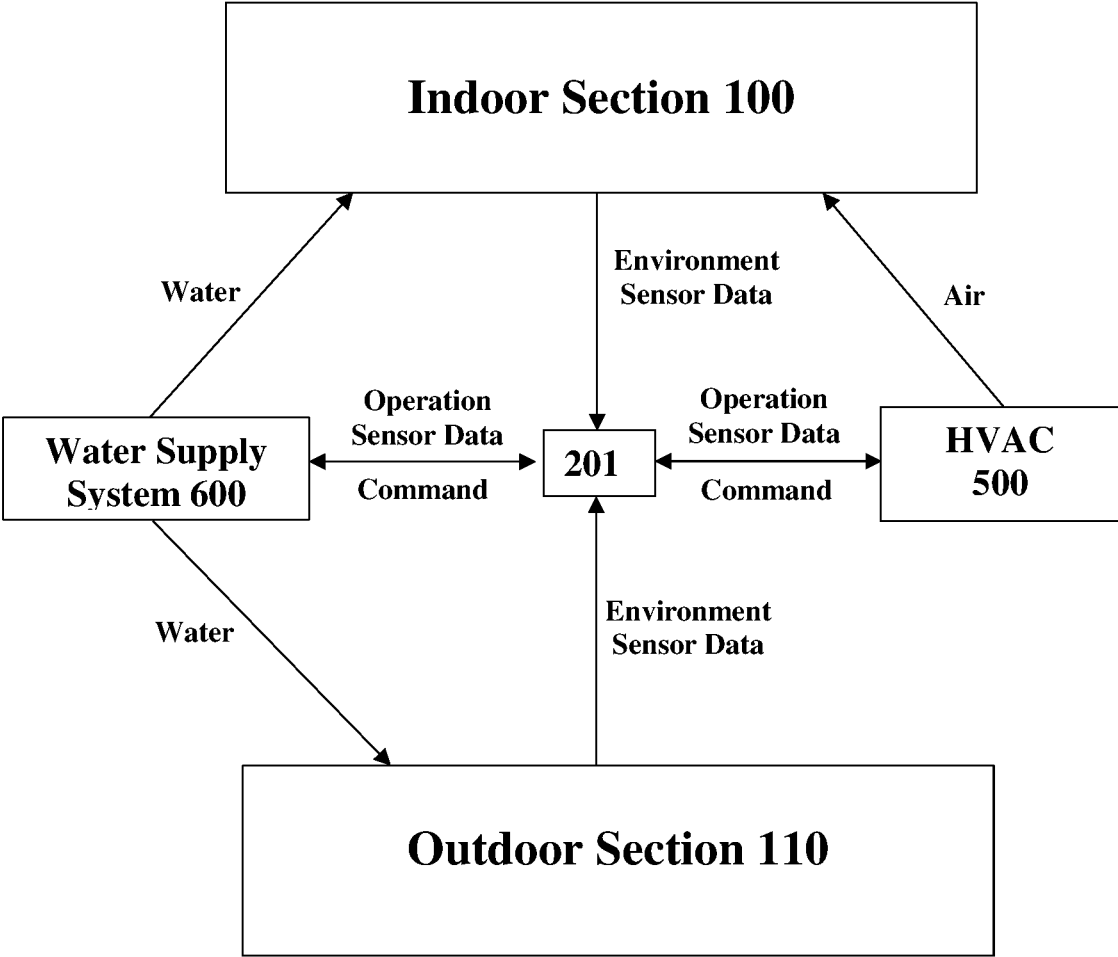 Indoor Section 100
Environment
Sensor Data
Water
Air
Operation
Sensor Data
Command
Operation
Sensor Data
Command
Water Supply
System 600
201
HVAC
500
Environment
Sensor Data
Water
Outdoor Section 110